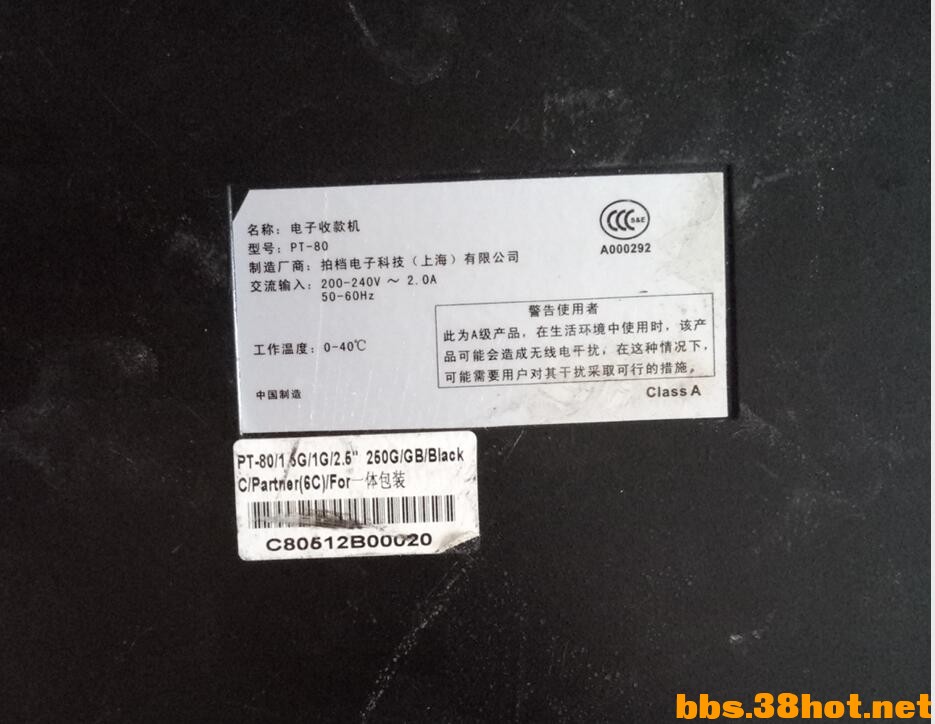 名称：电子收款机
型号：PT-80
制造厂商：拍档电子科技（上海）有限公司
交流输入：200-240V ～ 2.0A
50-60Hz
工作温度：0-40℃
中国制造
S&E
A000292
警告使用者
此为A级产品，在生活环境中使用时，该产
品可能会造成无线电干扰，在这种情况下，
可能需要用户对其干扰采取可行的措施。
Class A
PT-80/1.5G/1G/2.5" 250G/GB/Black
C/Partner(6C)/For一体包装
C80512B00020
bbs.38hot.net